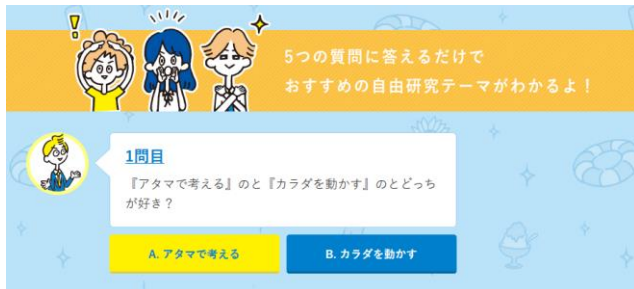 5つの質問に答えるだけで
おすすめの自由研究テーマがわかるよ！
1問目
『アタマで考える』のと『カラダを動かす』のとどっち
が好き？
A. アタマで考える
B. カラダを動かす